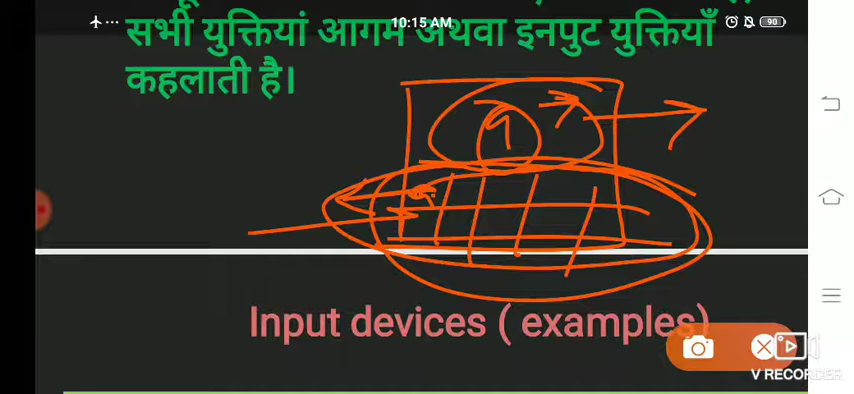 10:15 AM
90
सभी युक्तियां आगम अथवा इनपुट युक्तियाँ
कहलाती है।
Input devices ( examples)
V RECORDER